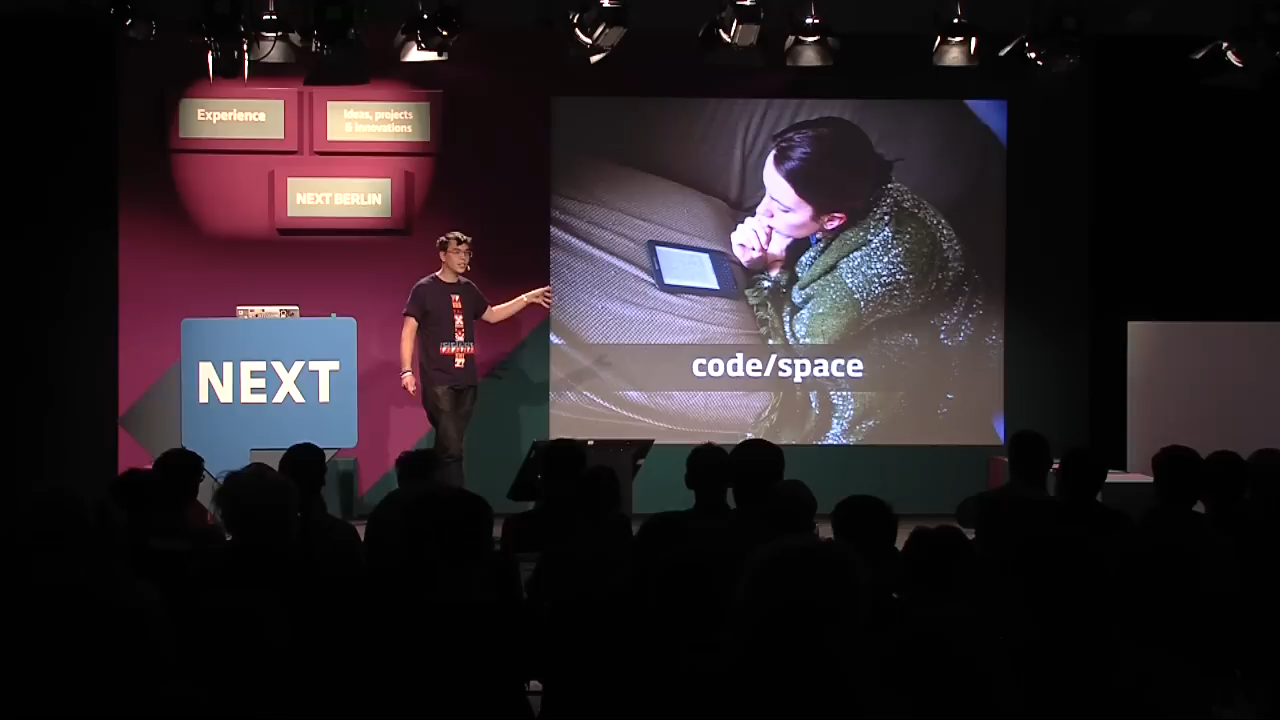 Experience
Ideas, projects
& innovations
NEXT BERLIN
NEXT
code/space